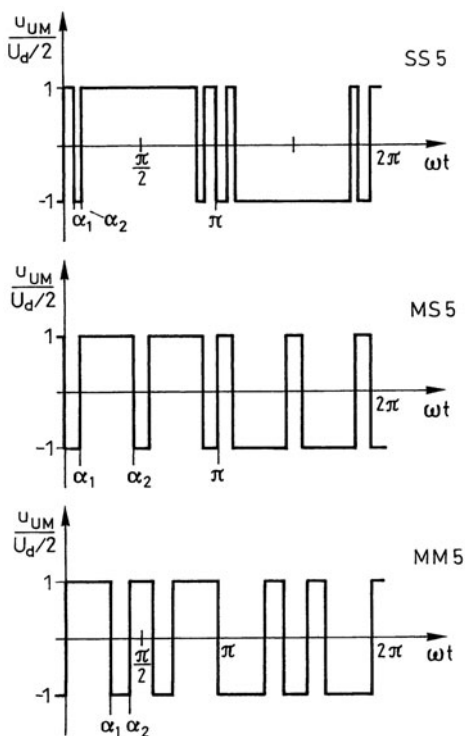 u_UM
U_d/2
SS 5
1
-1
α₁ α₂
π/2
π
2π
ωt
u_UM
U_d/2
MS 5
1
-1
α₁
α₂
π
2π
ωt
u_UM
U_d/2
MM 5
1
-1
α₁
α₂
π/2
π
2π
ωt